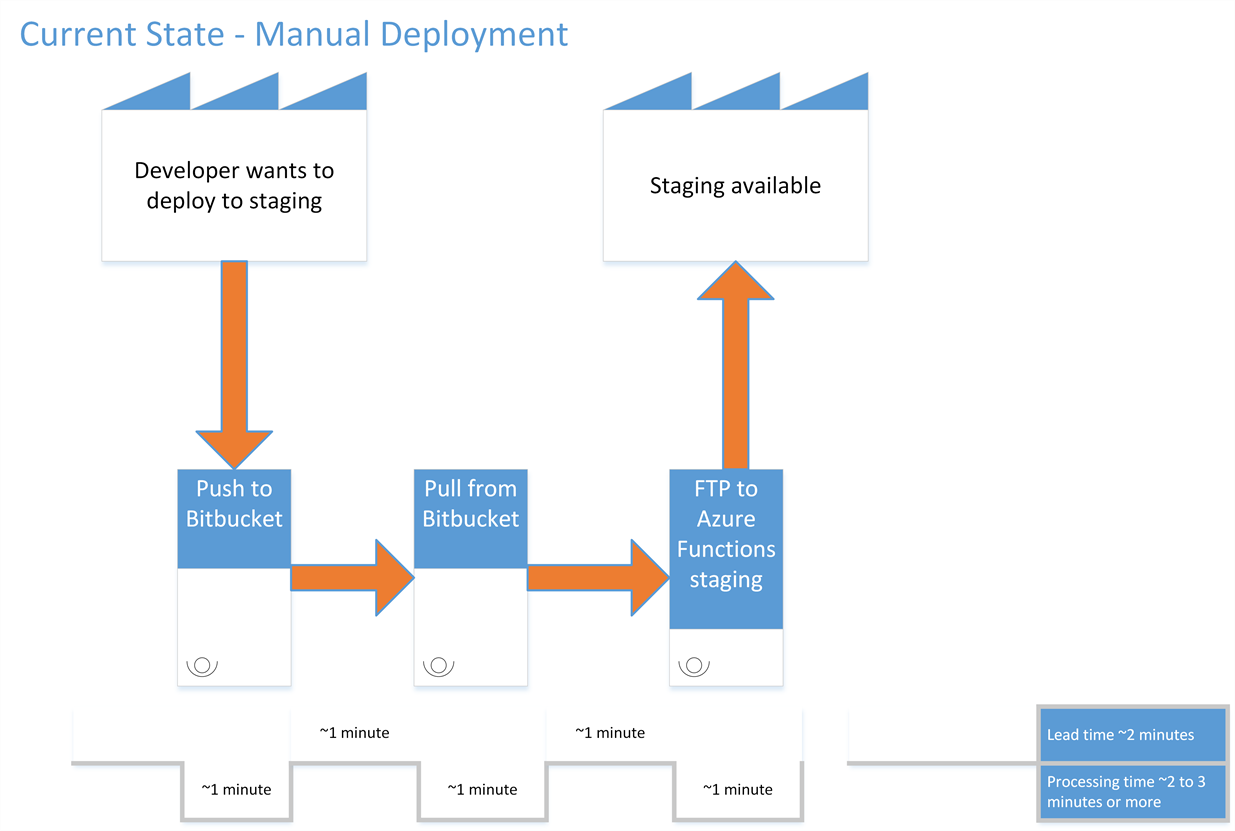 Current State - Manual Deployment
Developer wants to
deploy to staging
Staging available
Push to
Bitbucket
Pull from
Bitbucket
FTP to
Azure
Functions
staging
~1 minute
~1 minute
Lead time ~2 minutes
~1 minute
~1 minute
~1 minute
Processing time ~2 to 3
minutes or more